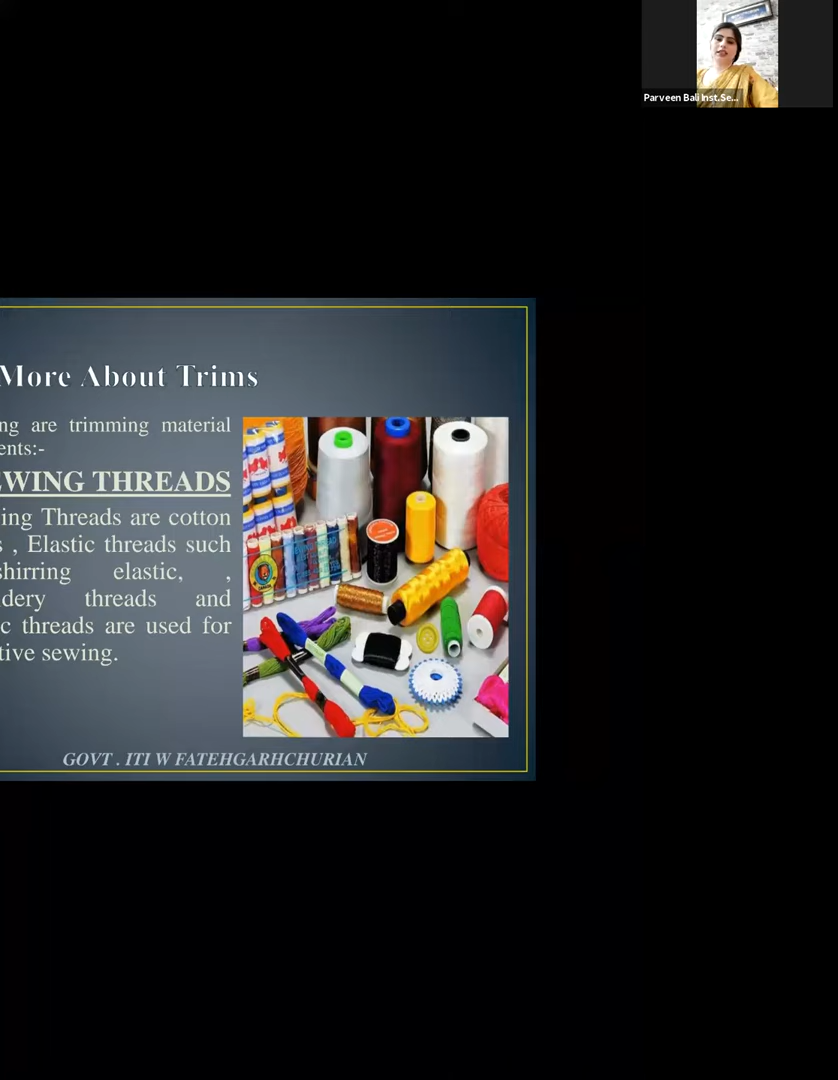 Parveen Bali Inst.Se...
More About Trims
ng are trimming material
ents:-
EWING THREADS
ing Threads are cotton
s , Elastic threads such
shirring elastic, ,
dery threads and
c threads are used for
tive sewing.
GOVT . ITI W FATEHGARHCHURIAN